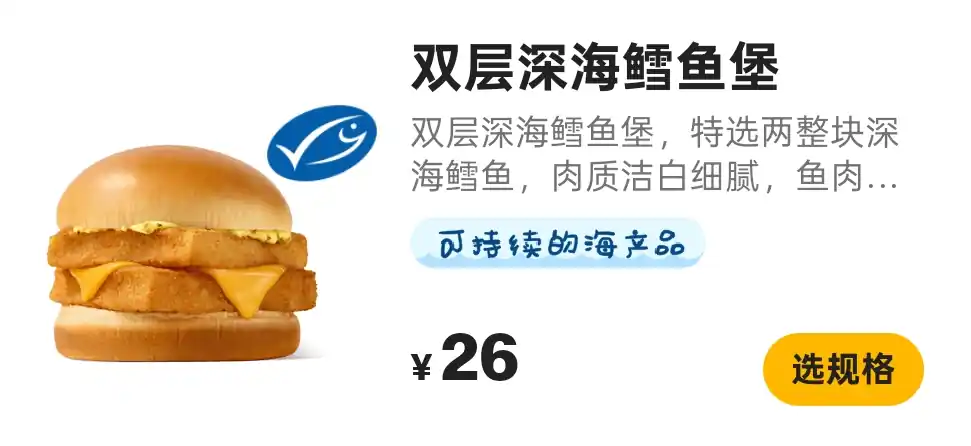 双层深海鳕鱼堡
双层深海鳕鱼堡，特选两整块深
海鳕鱼，肉质洁白细腻，鱼肉...
可持续的海产品
¥ 26
选规格